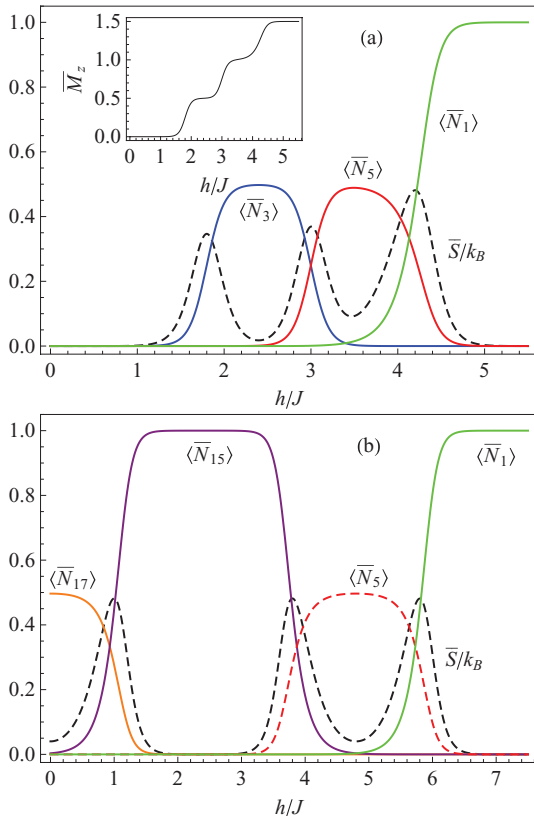 (a)
1.5
1.0
0.5
0.0
M̅_z
0 1 2 3 4 5
h/J
1.0
0.8
0.6
0.4
0.2
0.0
⟨N̅₁⟩
⟨N̅₃⟩
⟨N̅₅⟩
S̅/k_B
0 1 2 3 4 5
h/J
(b)
1.0
0.8
0.6
0.4
0.2
0.0
⟨N̅₁₅⟩
⟨N̅₁⟩
⟨N̅₁₇⟩
⟨N̅₅⟩
S̅/k_B
0 1 2 3 4 5 6 7
h/J